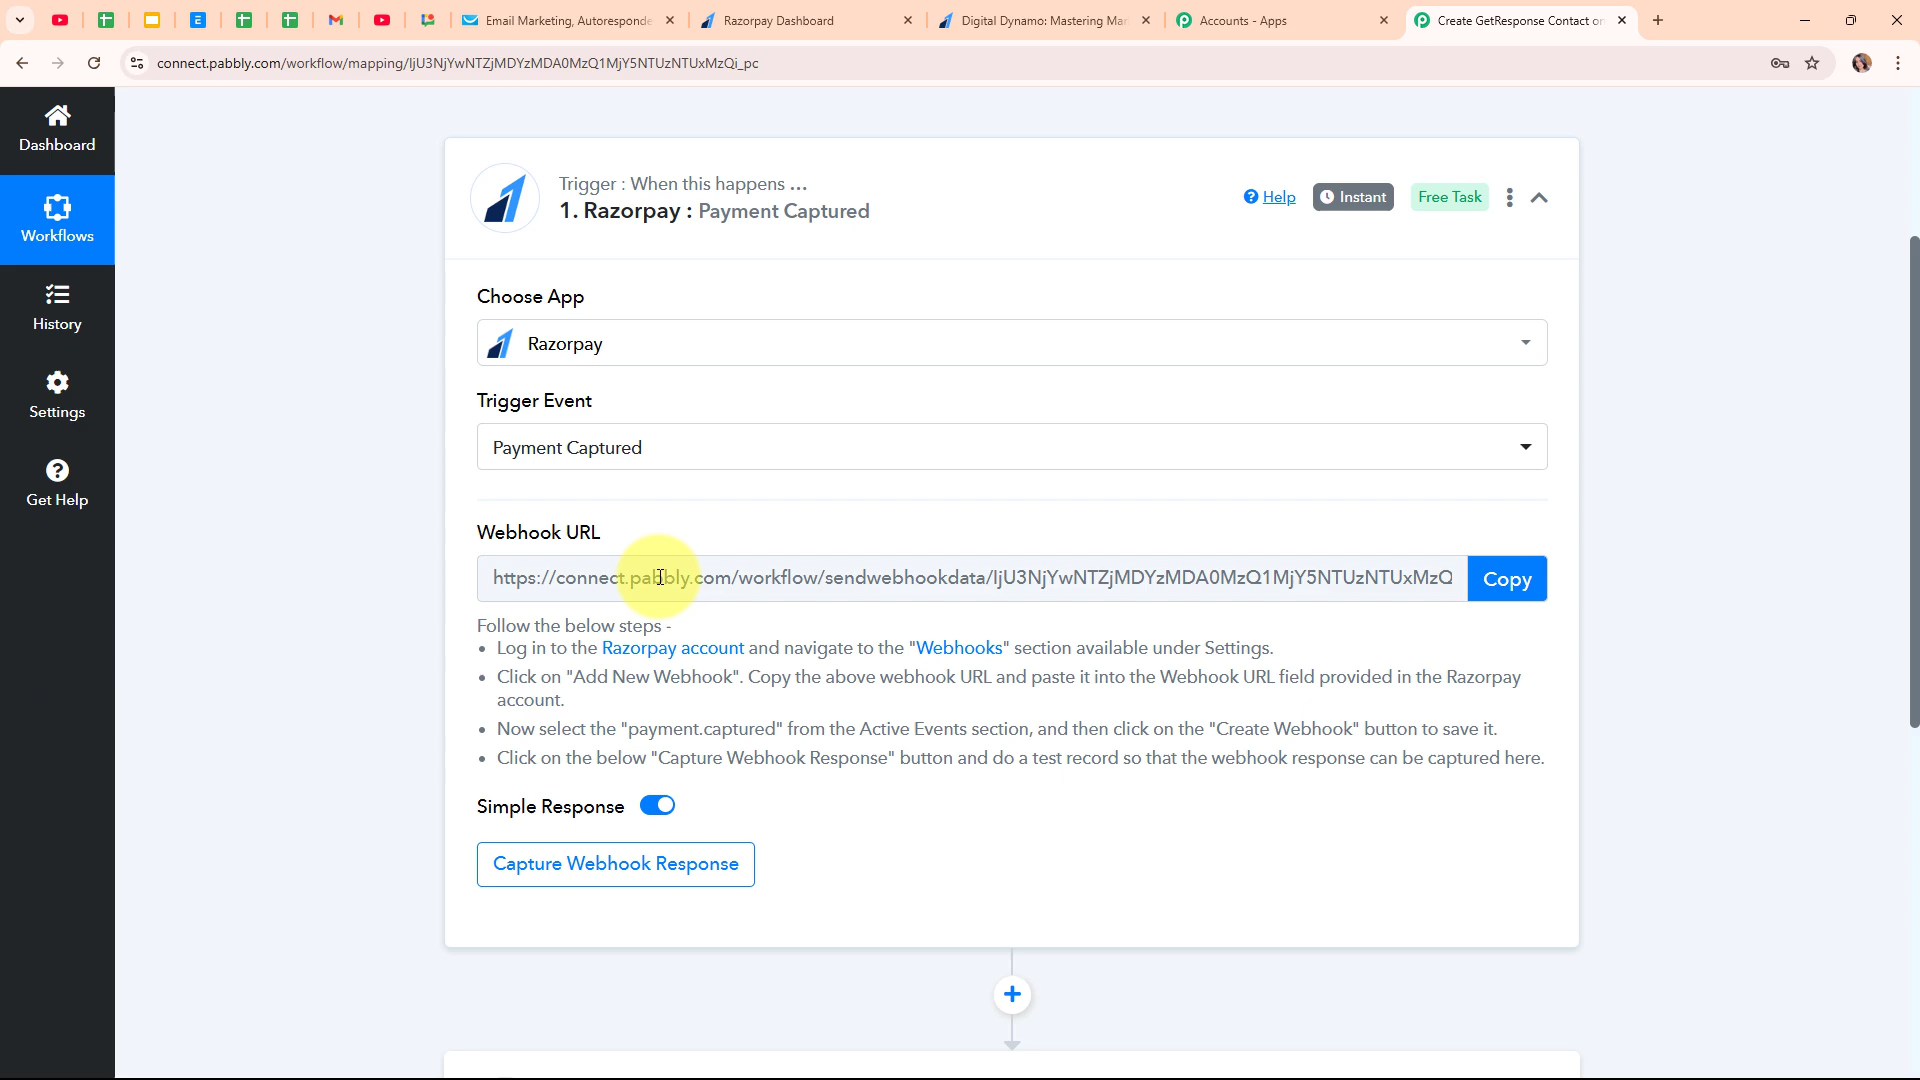 Email Marketing, Autoresponde
Razorpay Dashboard
Digital Dynamo: Mastering Mar
Accounts - Apps
Create GetResponse Contact on
connect.pabbly.com/workflow/mapping/IjU3NjYwNTZjMDYzMDA0MzQ1MjY5NTUzNTUxMzQi_pc
Dashboard
Workflows
History
Settings
Get Help
Trigger : When this happens ...
1. Razorpay : Payment Captured
Help
Instant
Free Task
Choose App
Razorpay
Trigger Event
Payment Captured
Webhook URL
https://connect.pabbly.com/workflow/sendwebhookdata/IjU3NjYwNTZjMDYzMDA0MzQ1MjY5NTUzNTUxMzQ
Copy
Follow the below steps -
• Log in to the Razorpay account and navigate to the "Webhooks" section available under Settings.
• Click on "Add New Webhook". Copy the above webhook URL and paste it into the Webhook URL field provided in the Razorpay
account.
• Now select the "payment.captured" from the Active Events section, and then click on the "Create Webhook" button to save it.
• Click on the below "Capture Webhook Response" button and do a test record so that the webhook response can be captured here.
Simple Response
Capture Webhook Response